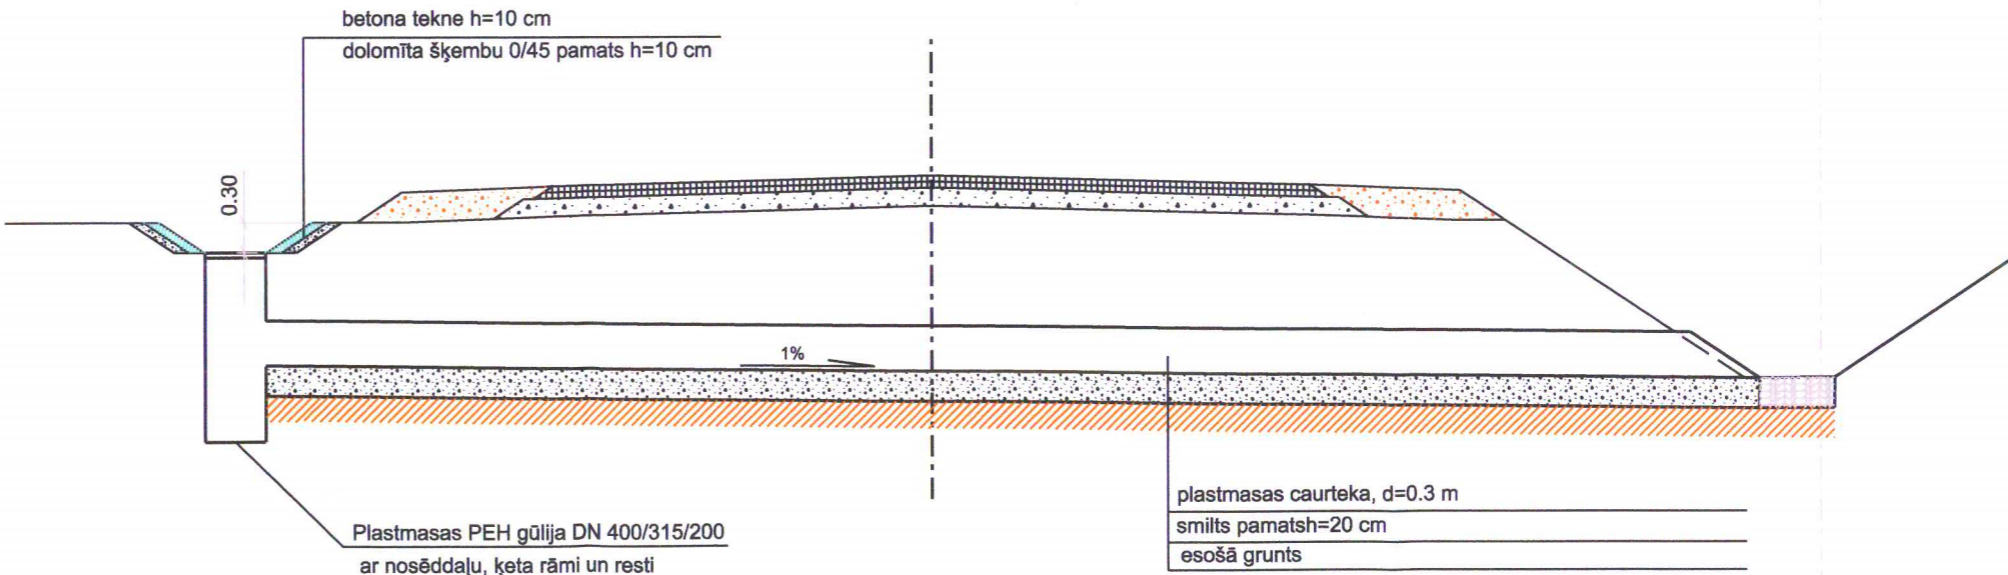 betona tekne h=10 cm
dolomīta šķembu 0/45 pamats h=10 cm
0.30
1%
plastmasas caurteka, d=0.3 m
smilts pamatsh=20 cm
esošā grunts
Plastmasas PEH gūlija DN 400/315/200
ar nosēddaļu, ķeta rāmi un resti